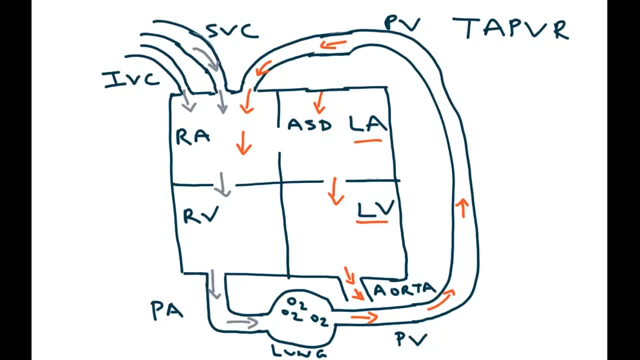 TAPVR
PV
SVC
IVC
RA
ASD
LA
RV
LV
AORTA
PA
O2
O2 O2
PV
LUNG